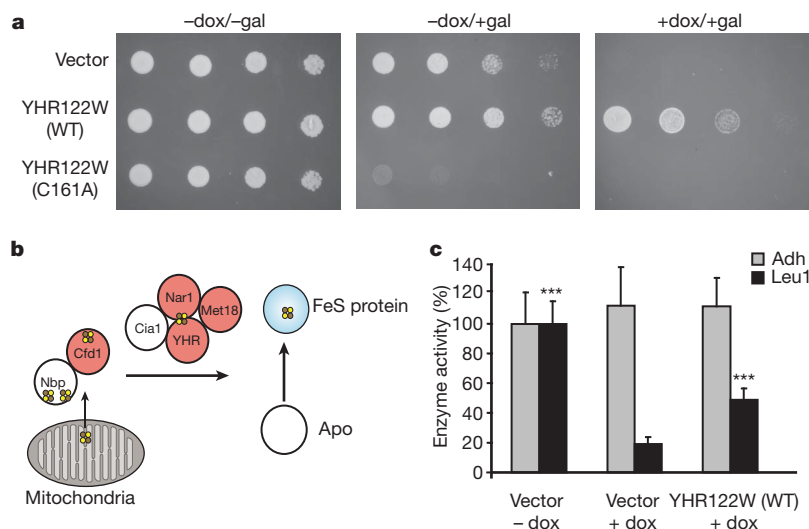 a
–dox/–gal –dox/+gal +dox/+gal
Vector
YHR122W
(WT)
YHR122W
(C161A)
b
Nar1
Met18
Cia1
YHR
Cfd1
Nbp
FeS protein
Apo
Mitochondria
c
Adh
Leu1
Enzyme activity (%)
140
120
100
80
60
40
20
0
***
***
Vector
– dox
Vector
+ dox
YHR122W (WT)
+ dox